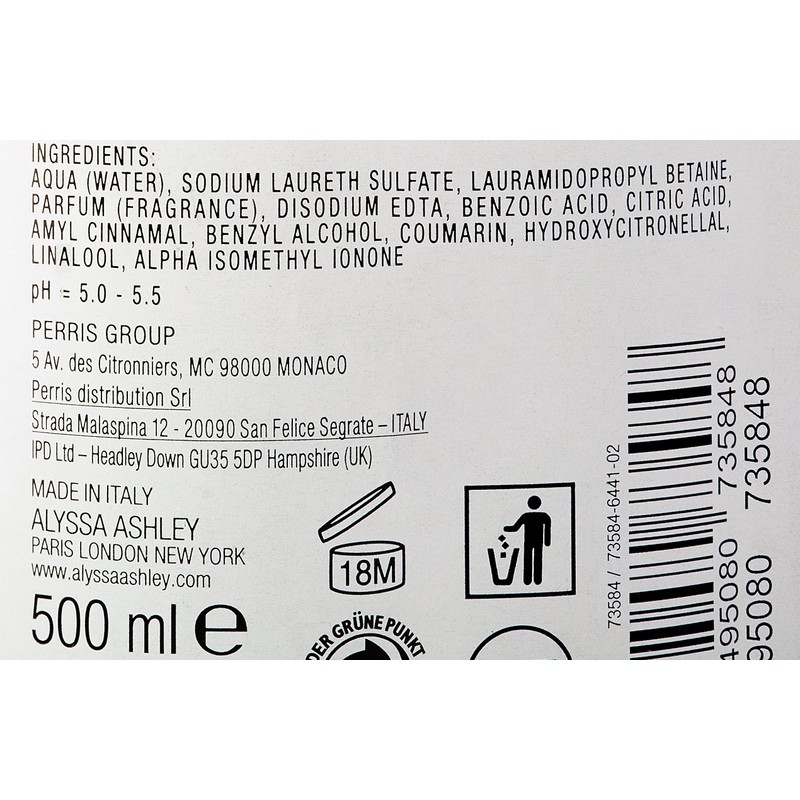 INGREDIENTS:
AQUA (WATER), SODIUM LAURETH SULFATE, LAURAMIDOPROPYL BETAINE,
PARFUM (FRAGRANCE), DISODIUM EDTA, BENZOIC ACID, CITRIC ACID,
AMYL CINNAMAL, BENZYL ALCOHOL, COUMARIN, HYDROXYCITRONELLAL,
LINALOOL, ALPHA ISOMETHYL IONONE
pH = 5.0 - 5.5
PERRIS GROUP
5 Av. des Citronniers, MC 98000 MONACO
Perris distribution Srl
Strada Malaspina 12 - 20090 San Felice Segrate – ITALY
IPD Ltd – Headley Down GU35 5DP Hampshire (UK)
MADE IN ITALY
ALYSSA ASHLEY
PARIS LONDON NEW YORK
www.alyssaashley.com
500 ml e
18M
DER GRÜNE PUNKT
73584 / 73584-6441-02
495080 735848
95080 735848